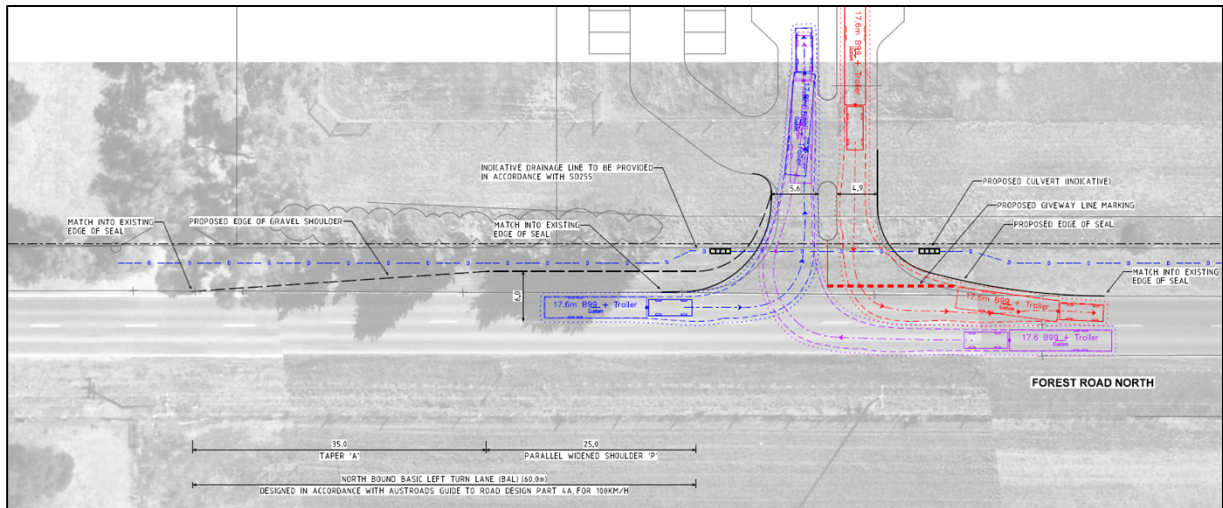 17.6m B99 + Trailer
Custom
17.6m B99 + Trailer
Custom
INDICATIVE DRAINAGE LINE TO BE PROVIDED
IN ACCORDANCE WITH SD255
PROPOSED CULVERT (INDICATIVE)
5.6
4.9
PROPOSED GIVEWAY LINE MARKING
MATCH INTO EXISTING
EDGE OF SEAL
PROPOSED EDGE OF GRAVEL SHOULDER
MATCH INTO EXISTING
EDGE OF SEAL
PROPOSED EDGE OF SEAL
MATCH INTO EXISTING
EDGE OF SEAL
6.0
17.6m B99 + Trailer
Custom
17.6m B99 + Trailer
Custom
17.6 B99 + Trailer
Custom
FOREST ROAD NORTH
35.0
25.0
TAPER 'A'
PARALLEL WIDENED SHOULDER 'P'
NORTH BOUND BASIC LEFT TURN LANE (BAL) (60.0m)
DESIGNED IN ACCORDANCE WITH AUSTROADS GUIDE TO ROAD DESIGN PART 4A, FOR 100KM/H